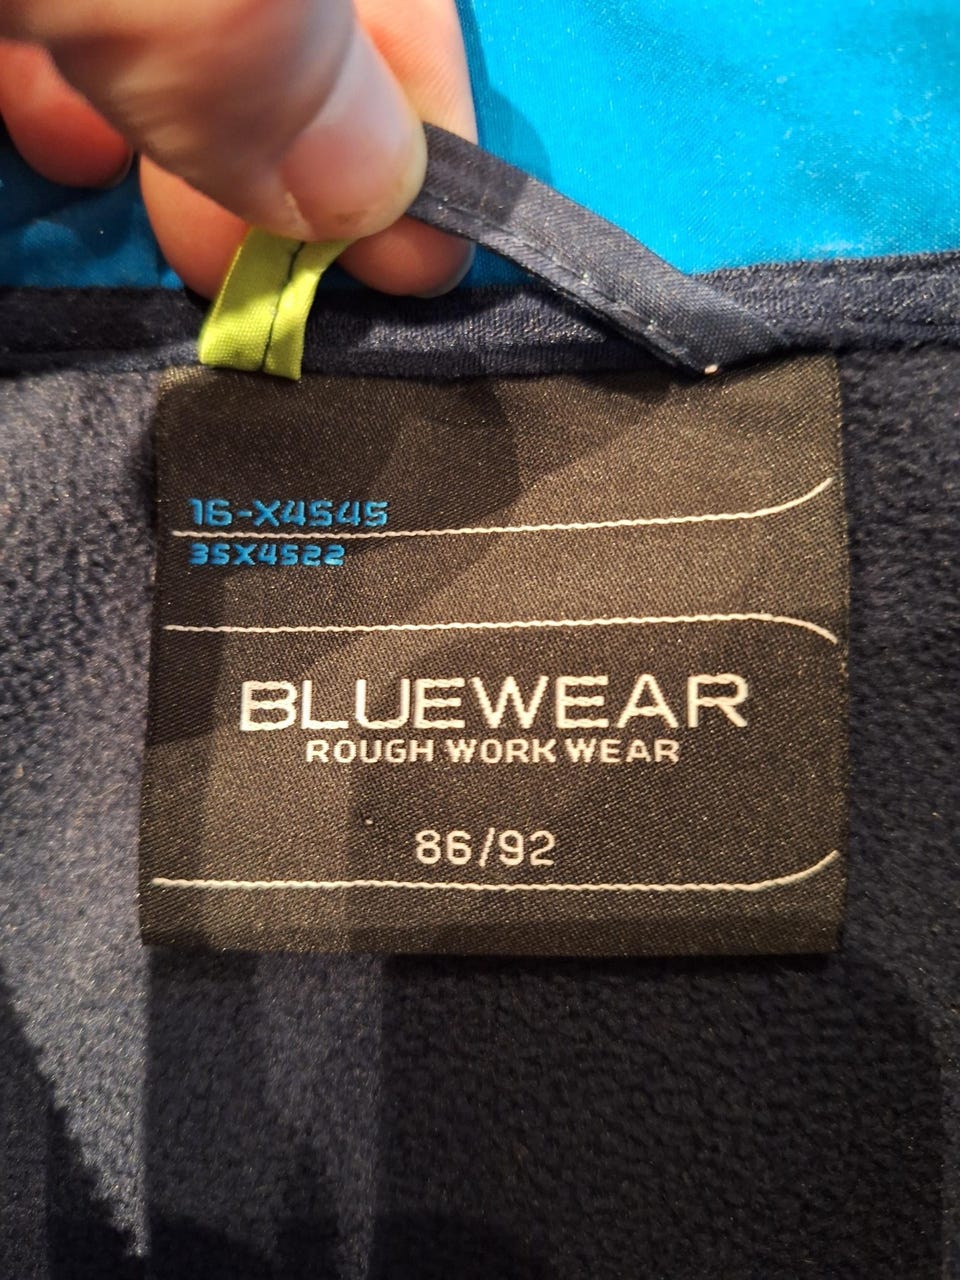 16-X4545
35X4522
BLUEWEAR
ROUGH WORK WEAR
86/92